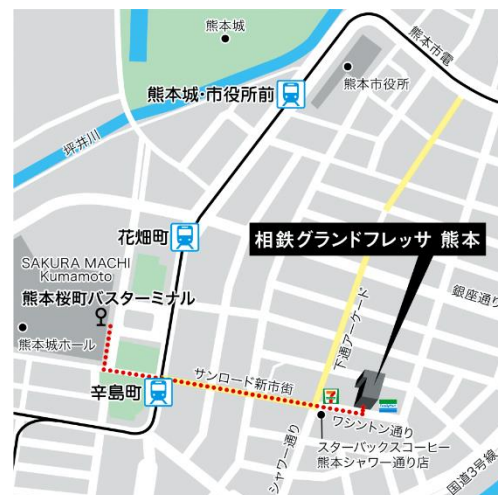 熊本城
熊本市電
熊本市役所
熊本城・市役所前
坪井川
花畑町
相鉄グランドフレッサ 熊本
SAKURA MACHI
Kumamoto
熊本桜町バスターミナル
銀座通り
下通アーケード
熊本城ホール
サンロード新市街
辛島町
7
FamilyMart
ワシントン通り
シャワー通り
スターバックスコーヒー
熊本シャワー通り店
国道3号線